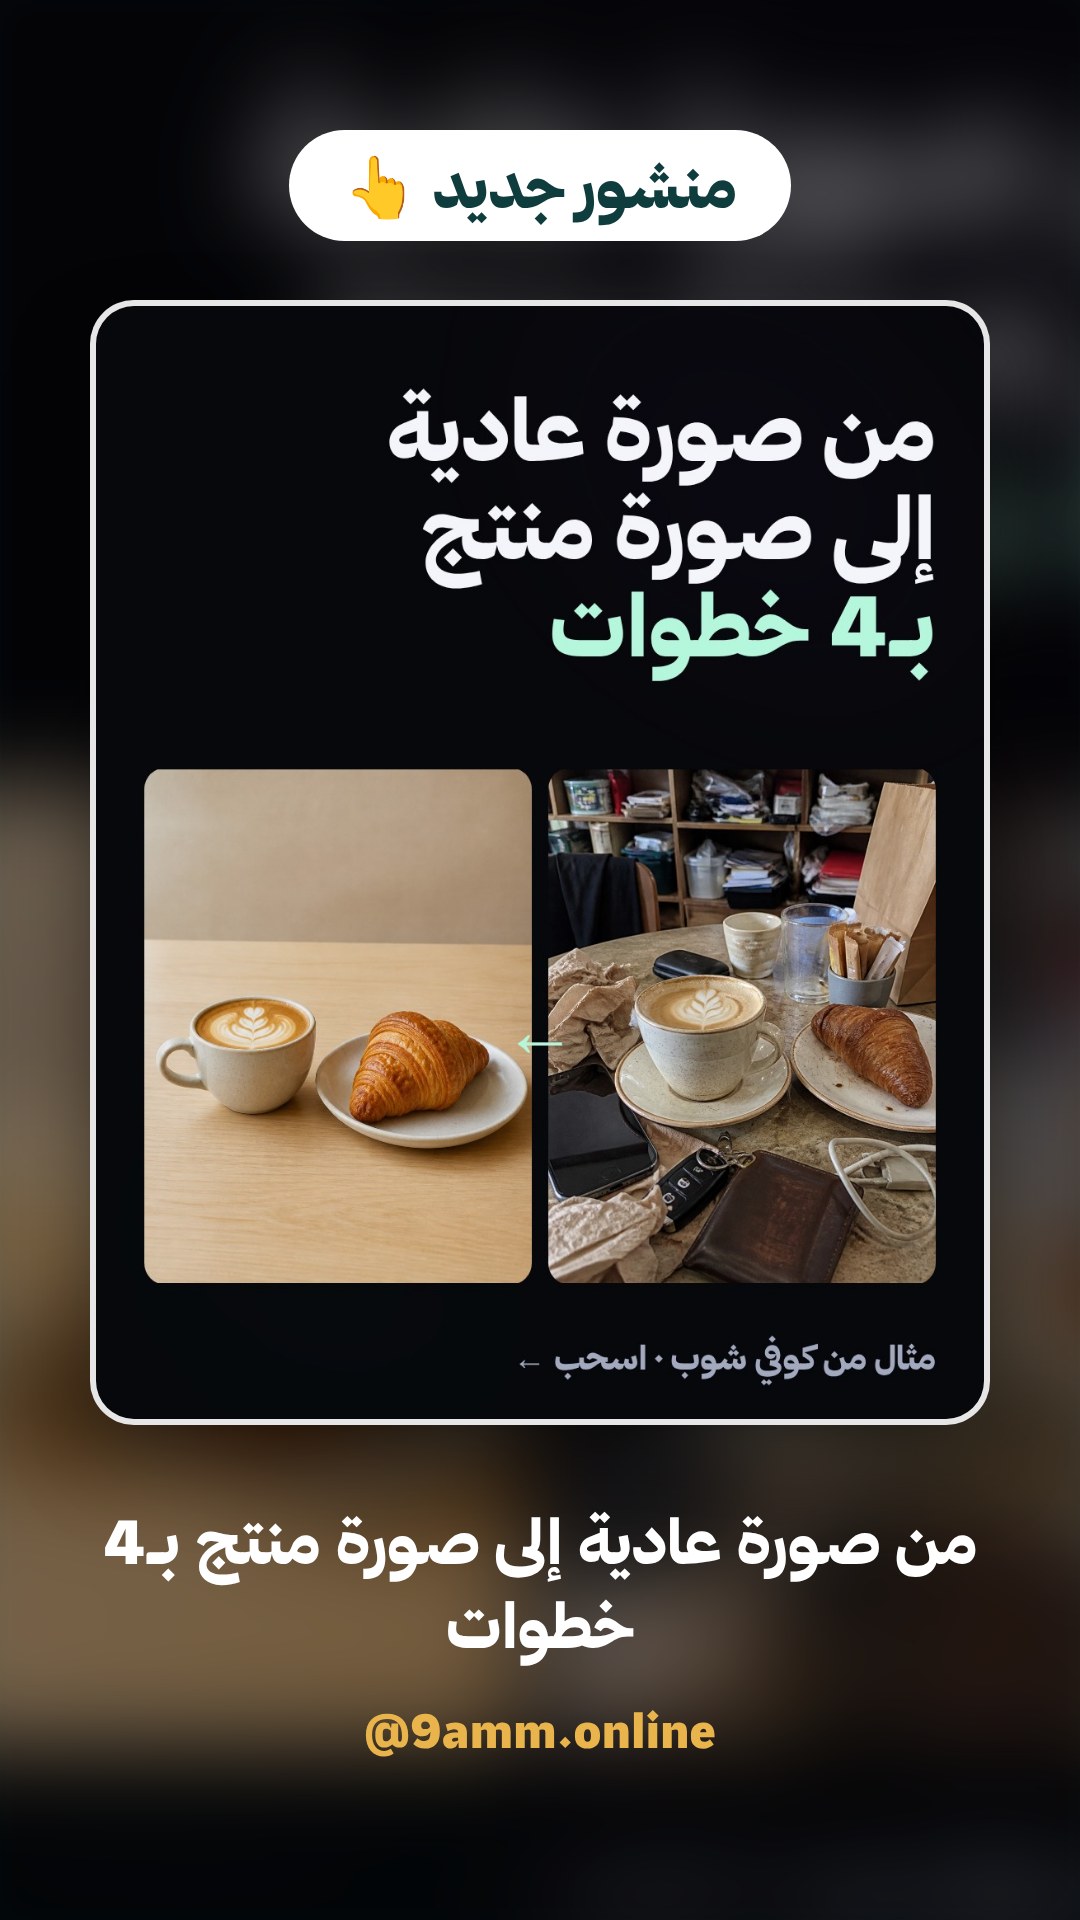 منشور جديد 👆
من صورة عادية
إلى صورة منتج
بـ4 خطوات
←
مثال من كوفي شوب · اسحب ←
من صورة عادية إلى صورة منتج بـ4
خطوات
@9amm.online